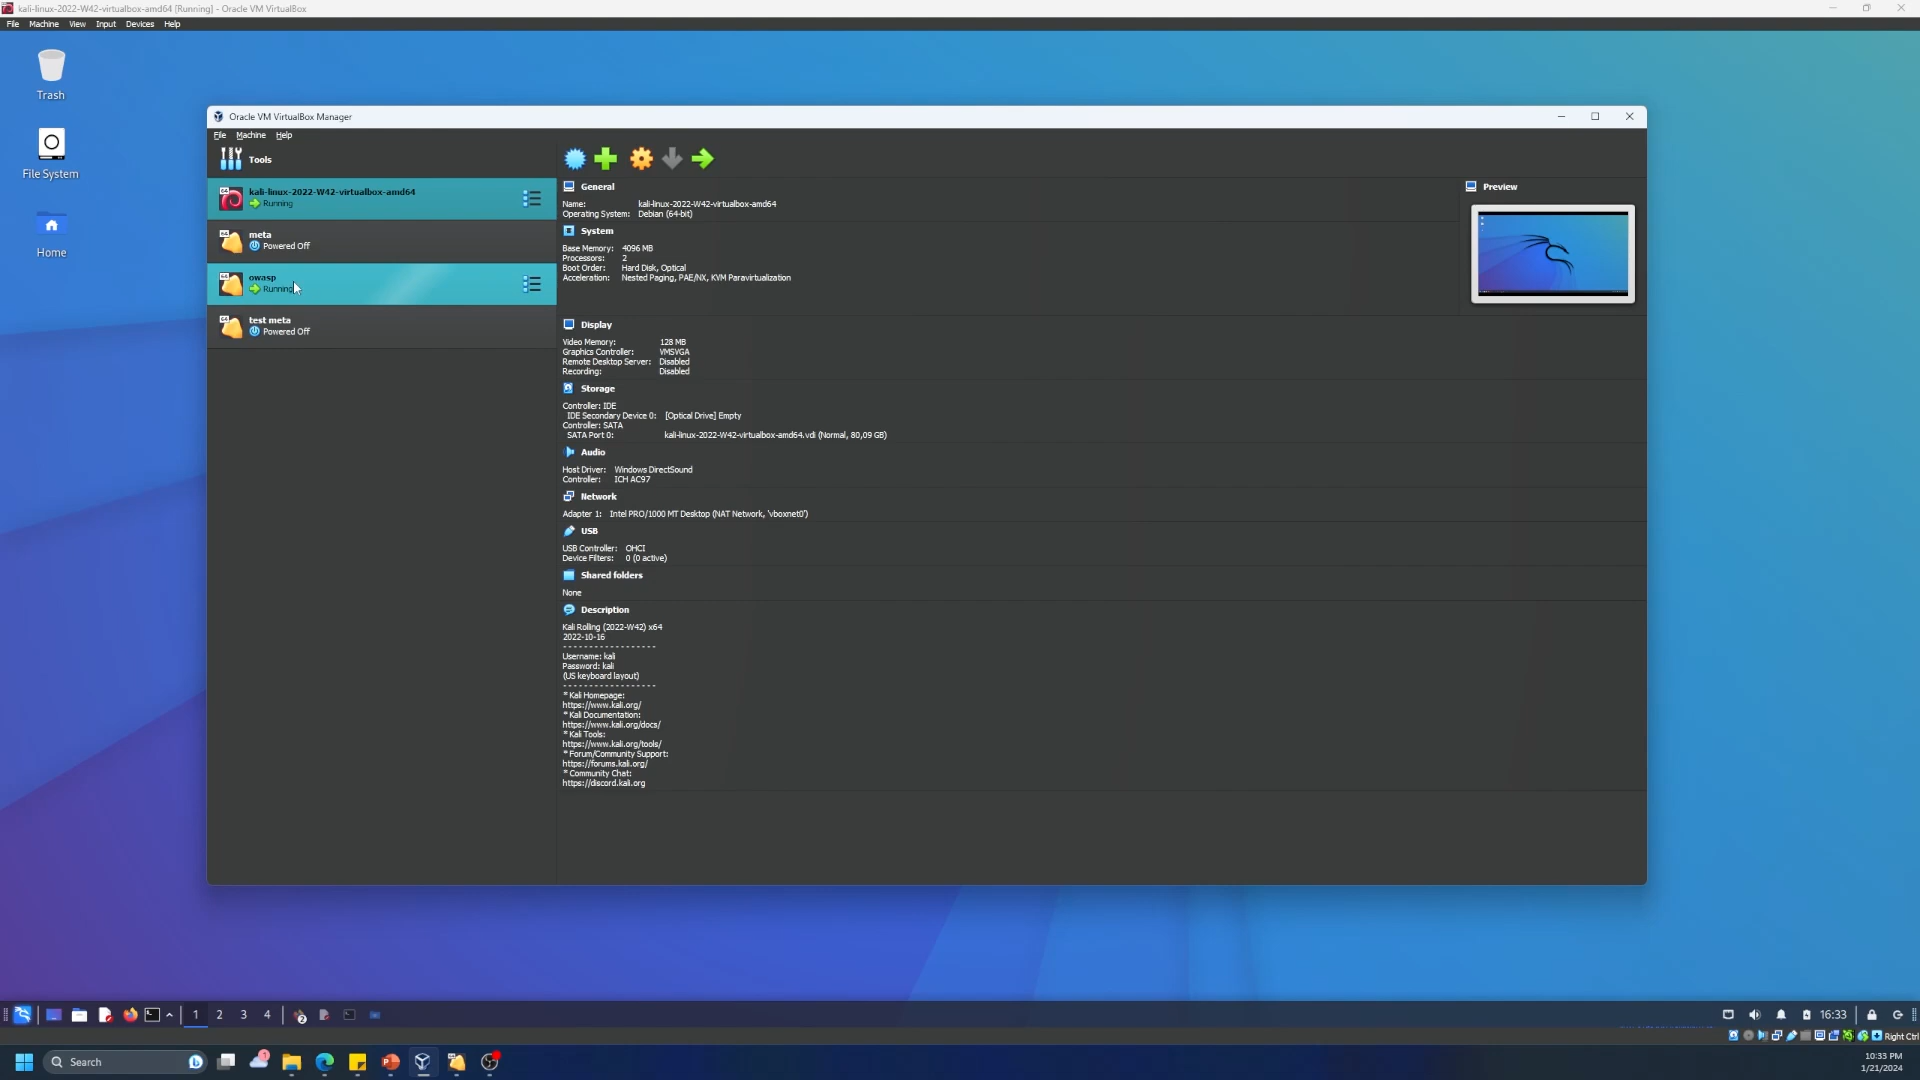 kali-linux-2022-W42-virtualbox-amd64 [Running] - Oracle VM VirtualBox
File Machine View Input Devices Help
Trash
File System
Home
Oracle VM VirtualBox Manager
File Machine Help
Tools
kali-linux-2022-W42-virtualbox-amd64
Running
meta
Powered Off
owasp
Running
test meta
Powered Off
General
Name: kali-linux-2022-W42-virtualbox-amd64
Operating System: Debian (64-bit)
System
Base Memory: 4096 MB
Processors: 2
Boot Order: Hard Disk, Optical
Acceleration: Nested Paging, PAE/NX, KVM Paravirtualization
Display
Video Memory: 128 MB
Graphics Controller: VMSVGA
Remote Desktop Server: Disabled
Recording: Disabled
Storage
Controller: IDE
IDE Secondary Device 0: [Optical Drive] Empty
Controller: SATA
SATA Port 0: kali-linux-2022-W42-virtualbox-amd64.vdi (Normal, 80,09 GB)
Audio
Host Driver: Windows DirectSound
Controller: ICH AC97
Network
Adapter 1: Intel PRO/1000 MT Desktop (NAT Network, 'vboxnet0')
USB
USB Controller: OHCI
Device Filters: 0 (0 active)
Shared folders
None
Description
Kali Rolling (2022-W42) x64
2022-10-16
- - - - - - - - - - - - - - - - - - -
Username: kali
Password: kali
(US keyboard layout)
- - - - - - - - - - - - - - - - - - -
* Kali Homepage:
https://www.kali.org/
* Kali Documentation:
https://www.kali.org/docs/
* Kali Tools:
https://www.kali.org/tools/
* Forum/Community Support:
https://forums.kali.org/
* Community Chat:
https://discord.kali.org
Preview
1 2 3 4
2
16:33
Right Ctrl
Search
1
10:33 PM
1/21/2024